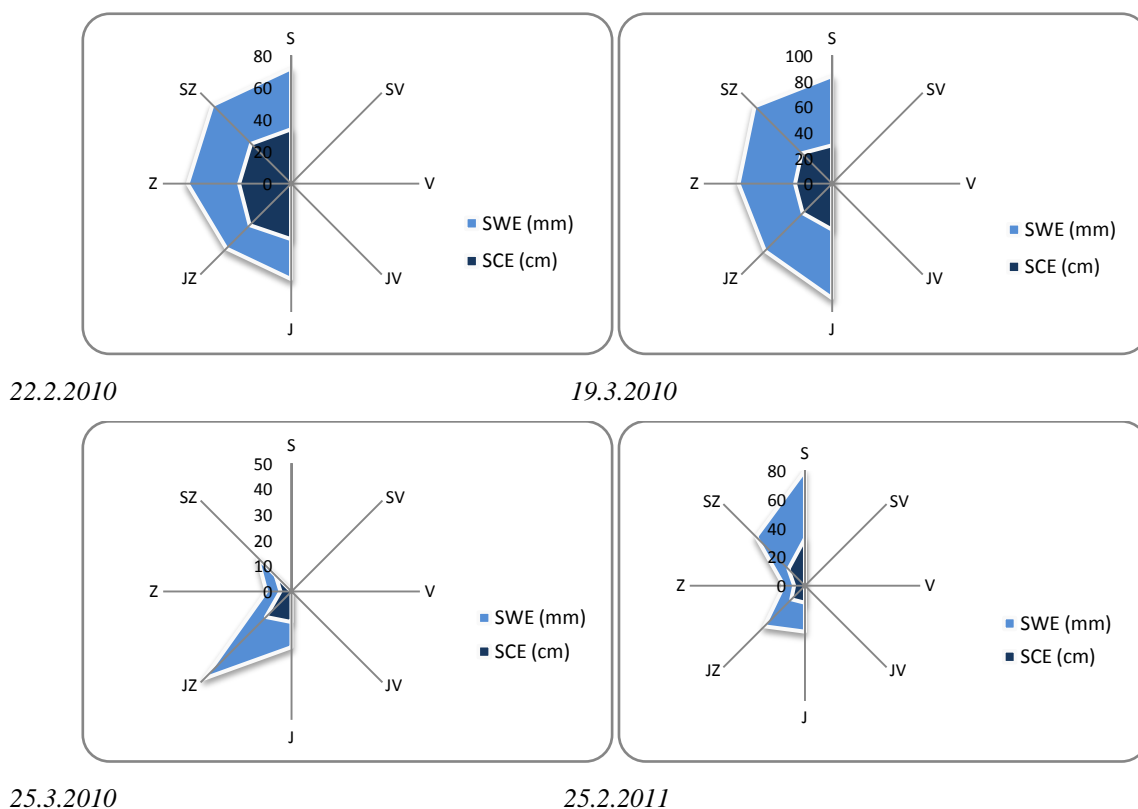 S
80
60
40
20
0
SZ
SV
Z
V
JZ
JV
J
SWE (mm)
SCE (cm)
S
100
80
60
40
20
0
SZ
SV
Z
V
JZ
JV
J
SWE (mm)
SCE (cm)
22.2.2010
19.3.2010
S
50
40
30
20
10
0
SZ
SV
Z
V
JZ
JV
J
SWE (mm)
SCE (cm)
S
80
60
40
20
0
SZ
SV
Z
V
JZ
JV
J
SWE (mm)
SCE (cm)
25.3.2010
25.2.2011